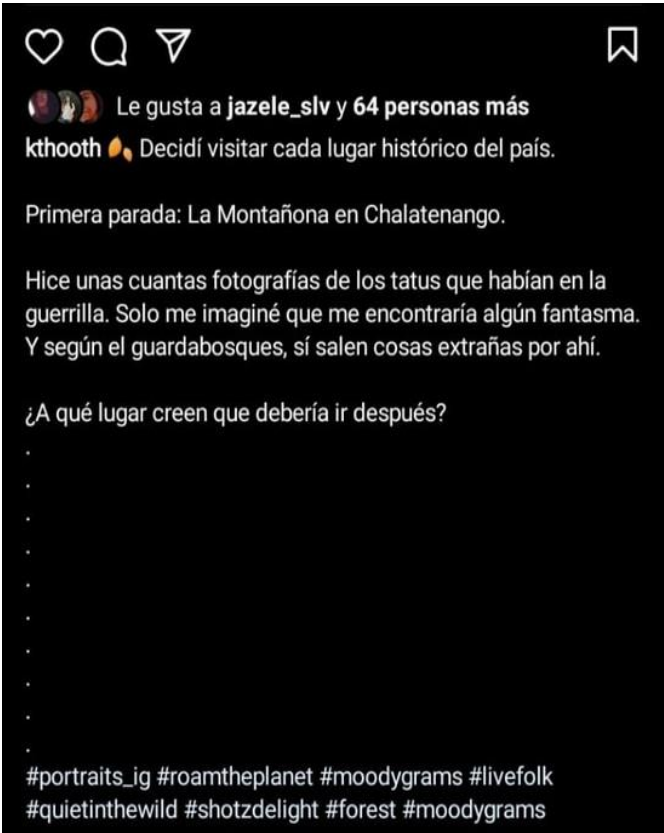 Le gusta a jazele_slv y 64 personas más
kthooth 🍂 Decidí visitar cada lugar histórico del país.
Primera parada: La Montañona en Chalatenango.
Hice unas cuantas fotografías de los tatus que habían en la
guerrilla. Solo me imaginé que me encontraría algún fantasma.
Y según el guardabosques, sí salen cosas extrañas por ahí.
¿A qué lugar creen que debería ir después?
.
.
.
.
.
.
.
.
.
.
#portraits_ig #roamtheplanet #moodygrams #livefolk
#quietinthewild #shotzdelight #forest #moodygrams